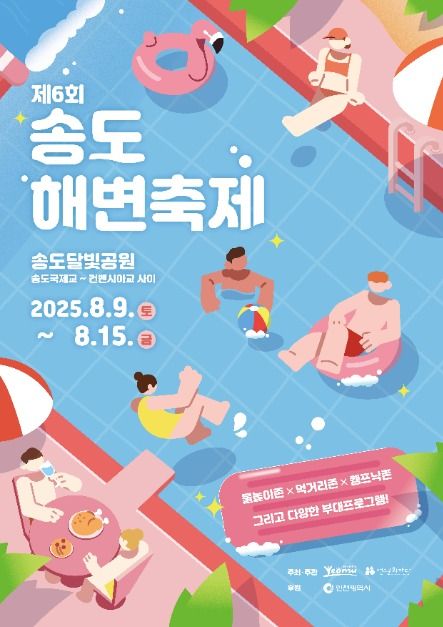 제6회
송도
해변축제
송도달빛공원
송도국제교 ~ 컨벤시아교 사이
2025.8.9. 토
~ 8.15. 금
물놀이존 × 먹거리존 × 캠프닉존
그리고 다양한 부대프로그램!
주최·주관 Yeomu
후원 인천광역시